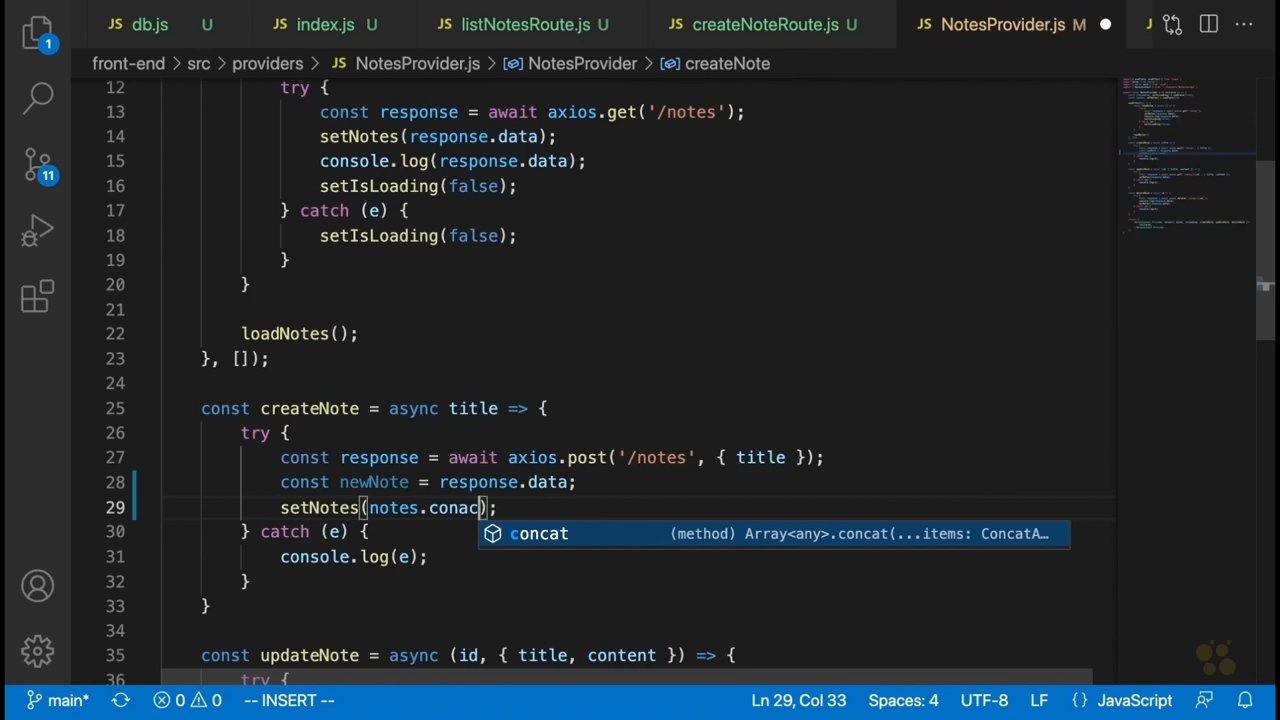 JS db.js U JS index.js U JS listNotesRoute.js U JS createNoteRoute.js U JS NotesProvider.js M
front-end > src > providers > JS NotesProvider.js > NotesProvider > createNote
12 try {
13 const response = await axios.get('/notes');
14 setNotes(response.data);
15 console.log(response.data);
16 setIsLoading(false);
17 } catch (e) {
18 setIsLoading(false);
19 }
20 }
21
22 loadNotes();
23 }, []);
24
25 const createNote = async title => {
26 try {
27 const response = await axios.post('/notes', { title });
28 const newNote = response.data;
29 setNotes(notes.conac);
concat (method) Array<any>.concat(...items: ConcatA…
30 } catch (e) {
31 console.log(e);
32 }
33 }
34
35 const updateNote = async (id, { title, content }) => {
36 try {
1
11
main* 0 0 -- INSERT -- Ln 29, Col 33 Spaces: 4 UTF-8 LF {} JavaScript